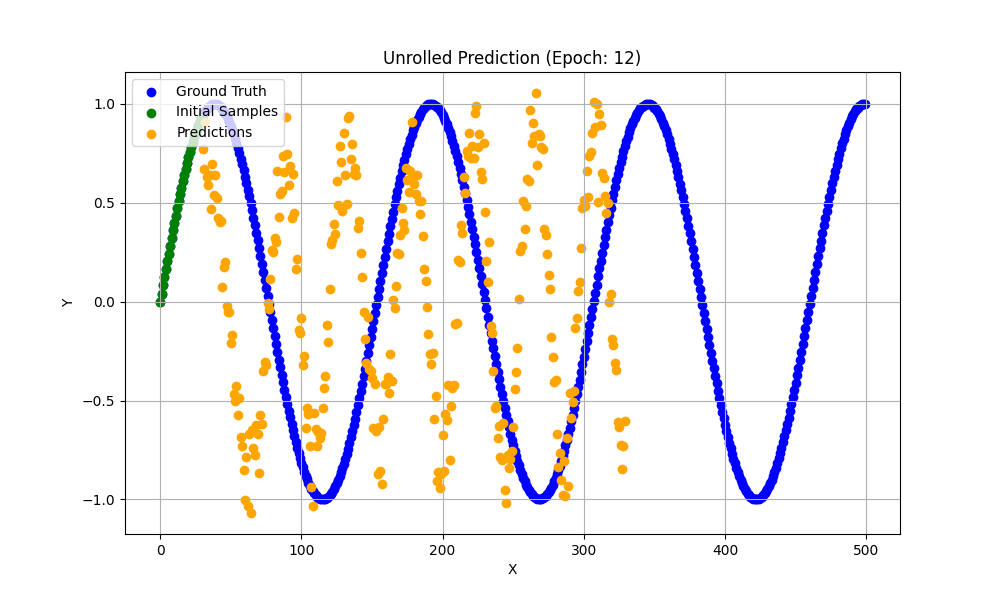 Unrolled Prediction (Epoch: 12)
Ground Truth
Initial Samples
Predictions
1.0
0.5
0.0
−0.5
−1.0
Y
0 100 200 300 400 500
X